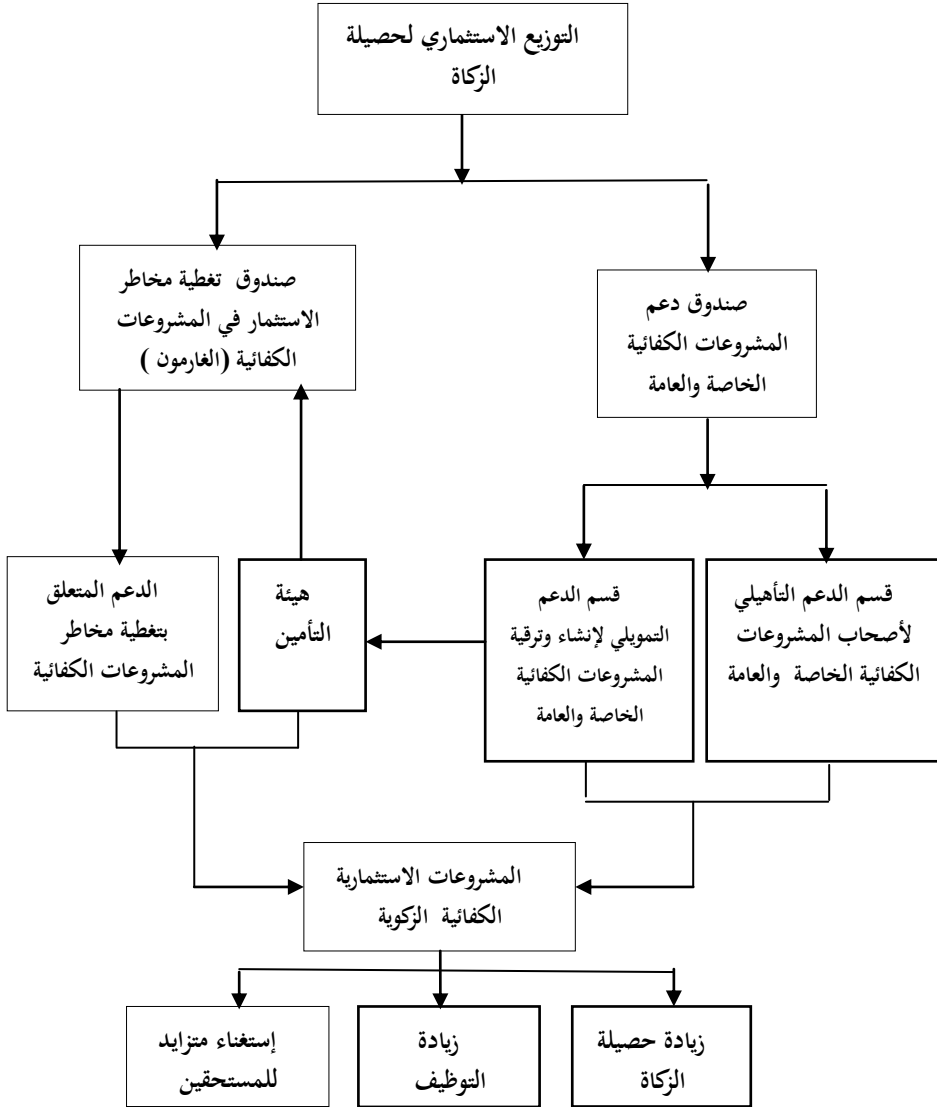 التوزيع الاستثماري لحصيلة
الزكاة
صندوق تغطية مخاطر
الاستثمار في المشروعات
الكفائية (الغارمون )
صندوق دعم
المشروعات الكفائية
الخاصة والعامة
قسم الدعم التأهيلي
لأصحاب المشروعات
الكفائية الخاصة والعامة
قسم الدعم
التمويلي لإنشاء وترقية
المشروعات الكفائية
الخاصة والعامة
هيئة
التأمين
الدعم المتعلق
بتغطية مخاطر
المشروعات الكفائية
المشروعات الاستثمارية
الكفائية الزكوية
زيادة حصيلة
الزكاة
زيادة
التوظيف
إستغناء متزايد
للمستحقين